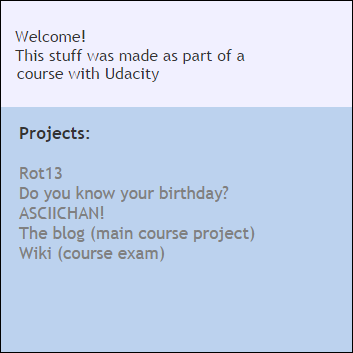 Welcome!
This stuff was made as part of a
course with Udacity
Projects:
Rot13
Do you know your birthday?
ASCIICHAN!
The blog (main course project)
Wiki (course exam)